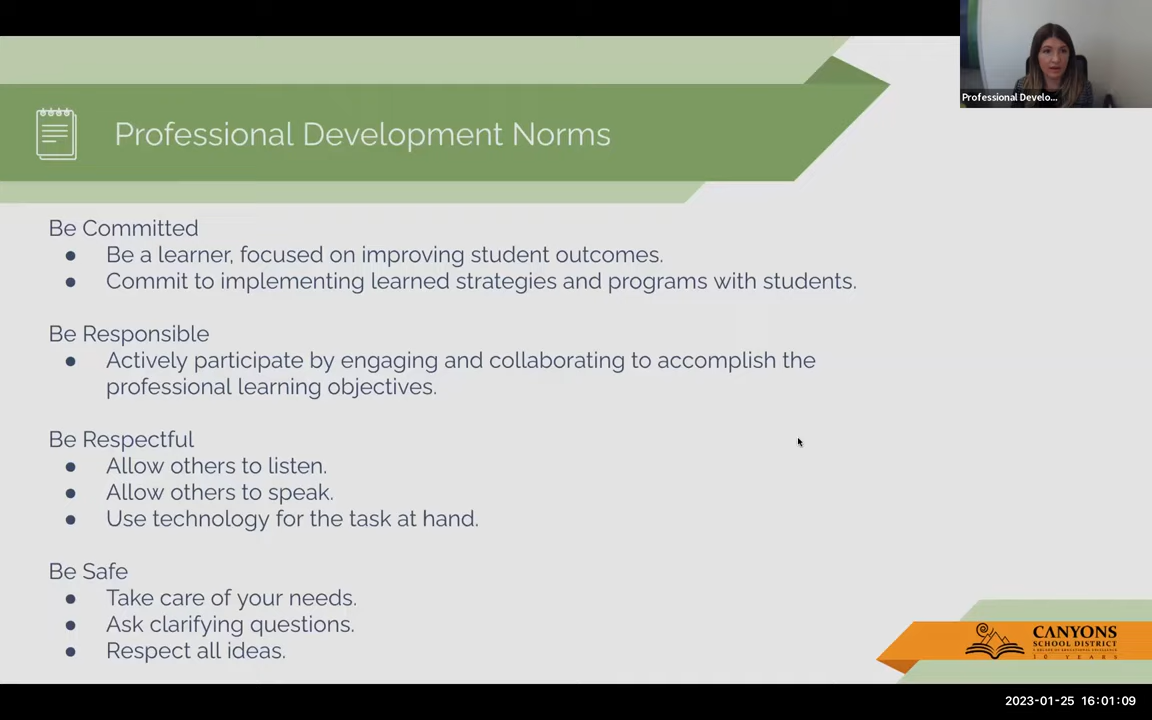 Professional Develo...
Professional Development Norms
Be Committed
● Be a learner, focused on improving student outcomes.
● Commit to implementing learned strategies and programs with students.
Be Responsible
● Actively participate by engaging and collaborating to accomplish the
professional learning objectives.
Be Respectful
● Allow others to listen.
● Allow others to speak.
● Use technology for the task at hand.
Be Safe
● Take care of your needs.
● Ask clarifying questions.
● Respect all ideas.
CANYONS
SCHOOL DISTRICT
10 YEARS
2023-01-25 16:01:09